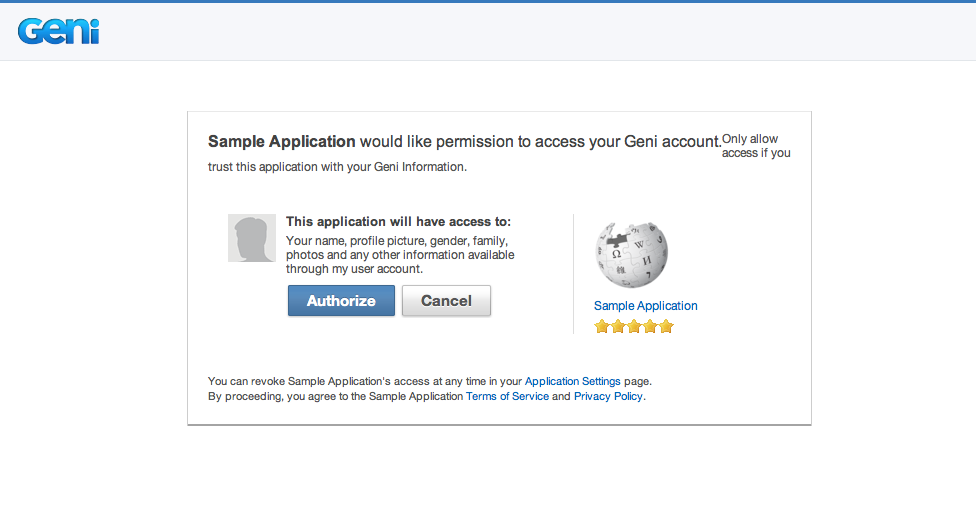 Geni
Sample Application would like permission to access your Geni account. Only allow
access if you
trust this application with your Geni Information.
This application will have access to:
Your name, profile picture, gender, family,
photos and any other information available
through my user account.
Authorize
Cancel
Ω W
И
7
Sample Application
You can revoke Sample Application's access at any time in your Application Settings page.
By proceeding, you agree to the Sample Application Terms of Service and Privacy Policy.